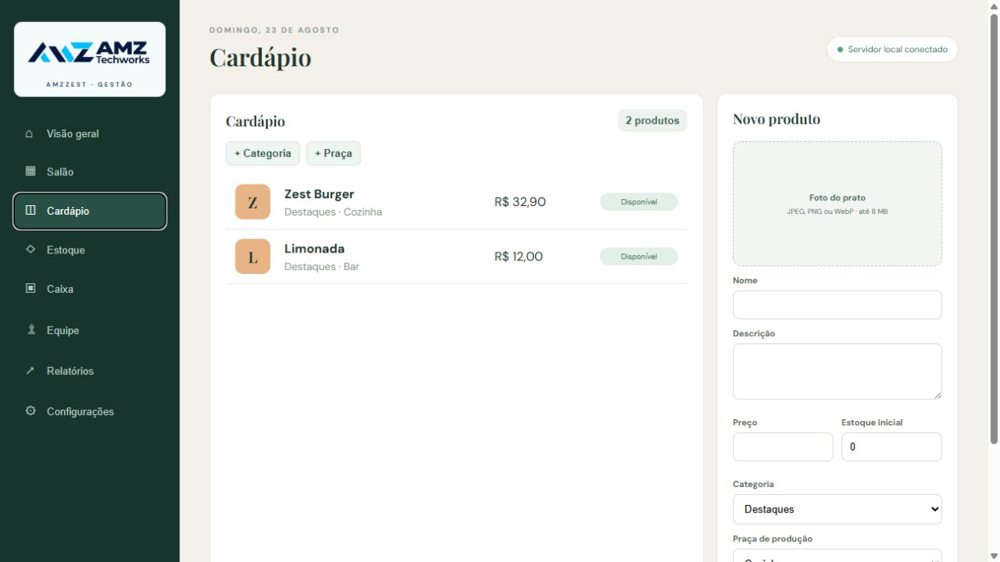 AMZ
Techworks
AMZZEST · GESTÃO
Visão geral
Salão
Cardápio
Estoque
Caixa
Equipe
Relatórios
Configurações
DOMINGO, 23 DE AGOSTO
Cardápio
Servidor local conectado
Cardápio
2 produtos
+ Categoria
+ Praça
Z
Zest Burger
Destaques · Cozinha
R$ 32,90
Disponível
L
Limonada
Destaques · Bar
R$ 12,00
Disponível
Novo produto
Foto do prato
JPEG, PNG ou WebP · até 8 MB
Nome
Descrição
Preço
Estoque inicial
0
Categoria
Destaques
Praça de produção